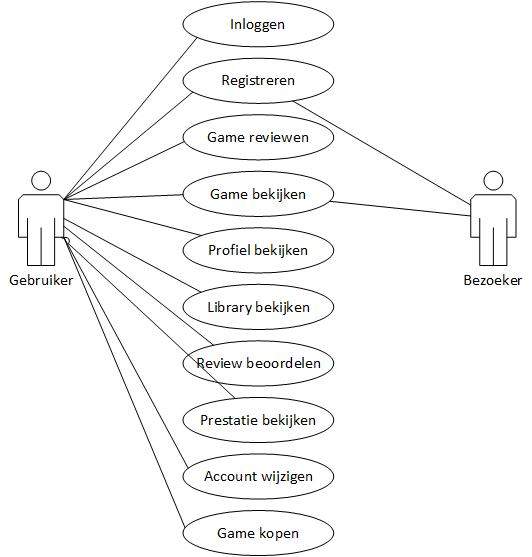 Inloggen
Registreren
Game reviewen
Game bekijken
Profiel bekijken
Gebruiker
Bezoeker
Library bekijken
Review beoordelen
Prestatie bekijken
Account wijzigen
Game kopen